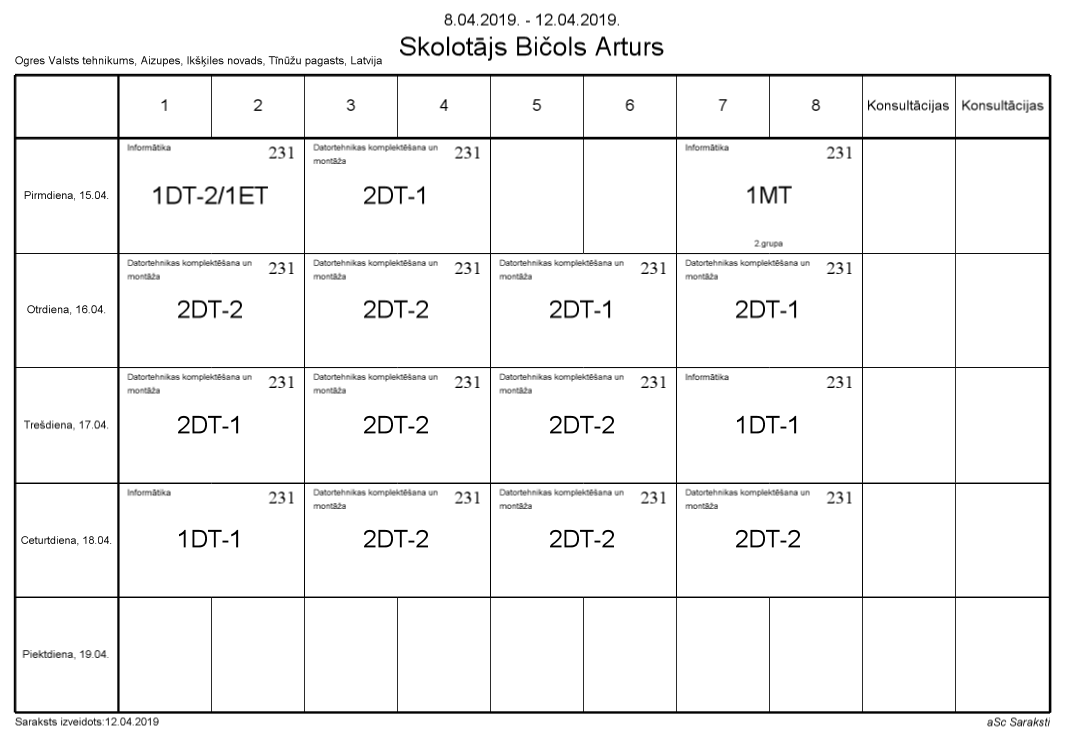 8.04.2019. - 12.04.2019.
Skolotājs Bičols Arturs
Ogres Valsts tehnikums, Aizupes, Ikšķiles novads, Tīnūžu pagasts, Latvija
1 2 3 4 5 6 7 8 Konsultācijas Konsultācijas
Pirmdiena, 15.04.
Informātika 231
1DT-2/1ET
Datortehnikas komplektēšana un 231
montāža
2DT-1
Informātika 231
1MT
2.grupa
Otrdiena, 16.04.
Datortehnikas komplektēšana un 231
montāža
2DT-2
Datortehnikas komplektēšana un 231
montāža
2DT-2
Datortehnikas komplektēšana un 231
montāža
2DT-1
Datortehnikas komplektēšana un 231
montāža
2DT-1
Trešdiena, 17.04.
Datortehnikas komplektēšana un 231
montāža
2DT-1
Datortehnikas komplektēšana un 231
montāža
2DT-2
Datortehnikas komplektēšana un 231
montāža
2DT-2
Informātika 231
1DT-1
Ceturtdiena, 18.04.
Informātika 231
1DT-1
Datortehnikas komplektēšana un 231
montāža
2DT-2
Datortehnikas komplektēšana un 231
montāža
2DT-2
Datortehnikas komplektēšana un 231
montāža
2DT-2
Piektdiena, 19.04.
Saraksts izveidots:12.04.2019
aSc Saraksti